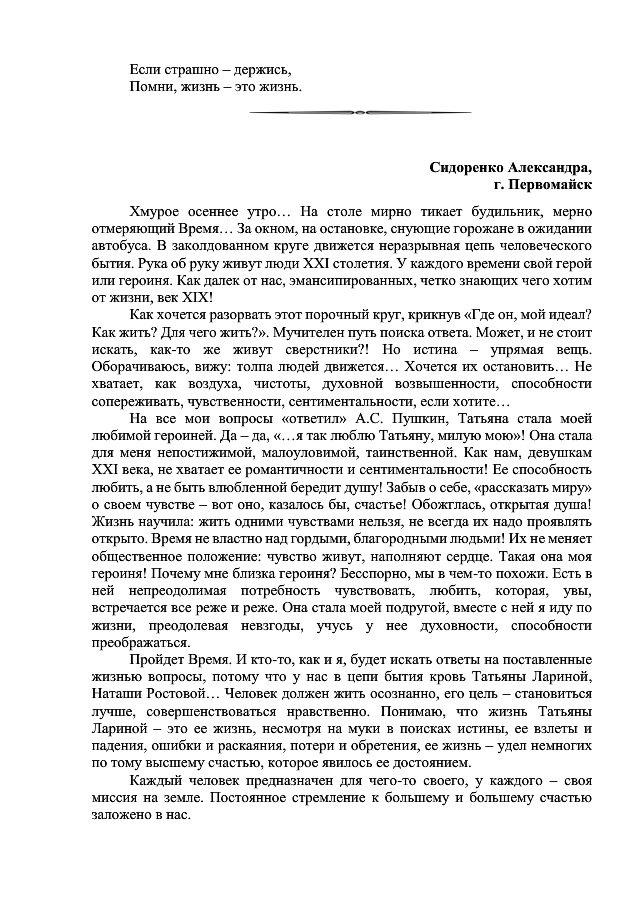 Если страшно – держись,
Помни, жизнь – это жизнь.
Сидоренко Александра,
г. Первомайск
Хмурое осеннее утро… На столе мирно тикает будильник, мерно
отмеряющий Время… За окном, на остановке, снующие горожане в ожидании
автобуса. В заколдованном круге движется неразрывная цепь человеческого
бытия. Рука об руку живут люди XXI столетия. У каждого времени свой герой
или героиня. Как далек от нас, эмансипированных, четко знающих чего хотим
от жизни, век XIX!
Как хочется разорвать этот порочный круг, крикнув «Где он, мой идеал?
Как жить? Для чего жить?». Мучителен путь поиска ответа. Может, и не стоит
искать, как-то же живут сверстники?! Но истина – упрямая вещь.
Оборачиваюсь, вижу: толпа людей движется… Хочется их остановить… Не
хватает, как воздуха, чистоты, духовной возвышенности, способности
сопереживать, чувственности, сентиментальности, если хотите…
На все мои вопросы «ответил» А.С. Пушкин, Татьяна стала моей
любимой героиней. Да – да, «…я так люблю Татьяну, милую мою»! Она стала
для меня непостижимой, малоуловимой, таинственной. Как нам, девушкам
XXI века, не хватает ее романтичности и сентиментальности! Ее способность
любить, а не быть влюбленной бередит душу! Забыв о себе, «рассказать миру»
о своем чувстве – вот оно, казалось бы, счастье! Обожглась, открытая душа!
Жизнь научила: жить одними чувствами нельзя, не всегда их надо проявлять
открыто. Время не властно над гордыми, благородными людьми! Их не меняет
общественное положение: чувство живут, наполняют сердце. Такая она моя
героиня! Почему мне близка героиня? Бесспорно, мы в чем-то похожи. Есть в
ней непреодолимая потребность чувствовать, любить, которая, увы,
встречается все реже и реже. Она стала моей подругой, вместе с ней я иду по
жизни, преодолевая невзгоды, учусь у нее духовности, способности
преображаться.
Пройдет Время. И кто-то, как и я, будет искать ответы на поставленные
жизнью вопросы, потому что у нас в цепи бытия кровь Татьяны Лариной,
Наташи Ростовой… Человек должен жить осознанно, его цель – становиться
лучше, совершенствоваться нравственно. Понимаю, что жизнь Татьяны
Лариной – это ее жизнь, несмотря на муки в поисках истины, ее взлеты и
падения, ошибки и раскаяния, потери и обретения, ее жизнь – удел немногих
по тому высшему счастью, которое явилось ее достоянием.
Каждый человек предназначен для чего-то своего, у каждого – своя
миссия на земле. Постоянное стремление к большему и большему счастью
заложено в нас.